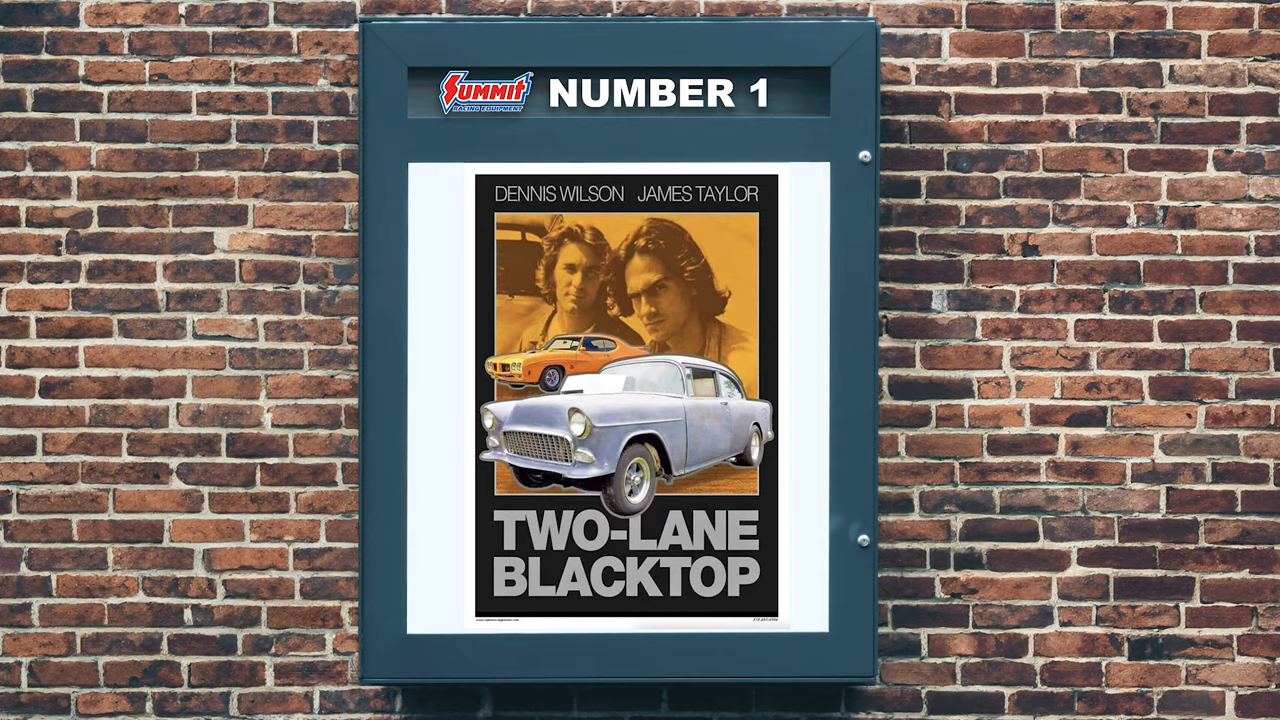 SUMMIT
RACING EQUIPMENT
NUMBER 1
DENNIS WILSON JAMES TAYLOR
TWO-LANE
BLACKTOP